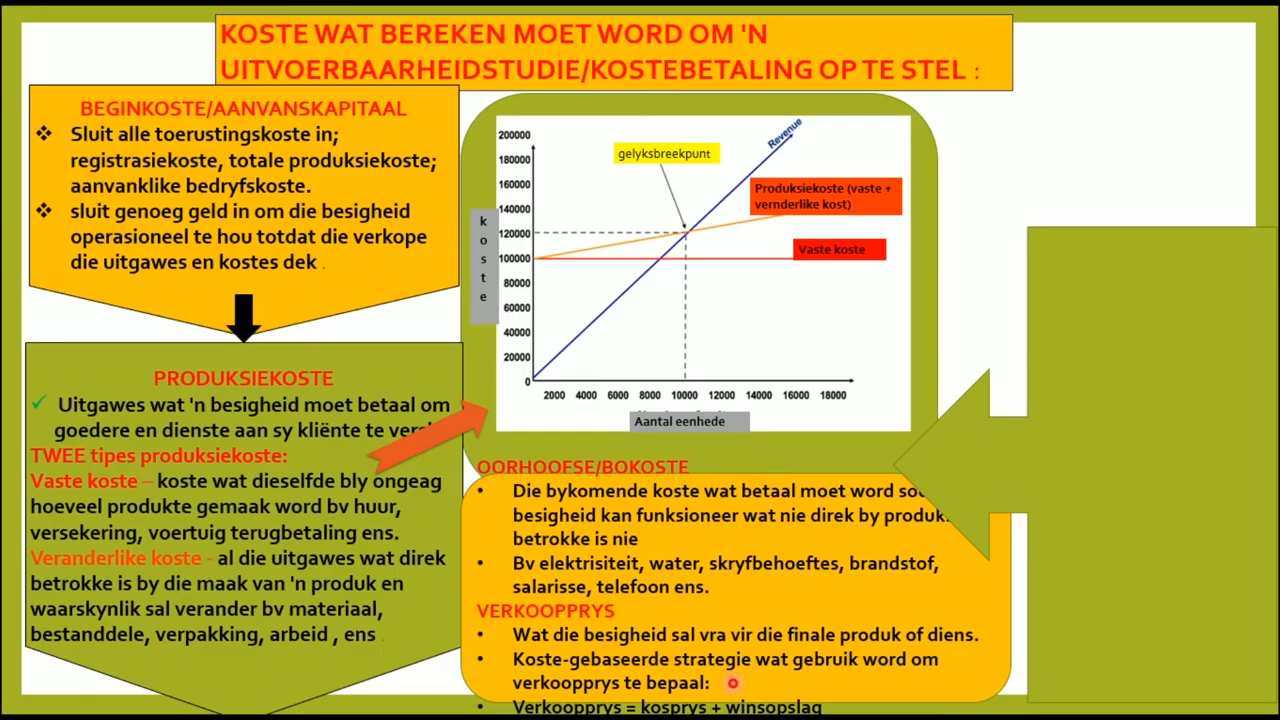 KOSTE WAT BEREKEN MOET WORD OM 'N
UITVOERBAARHEIDSTUDIE/KOSTEBETALING OP TE STEL :
BEGINKOSTE/AANVANSKAPITAAL
❖ Sluit alle toerustingskoste in;
registrasiekoste, totale produksiekoste;
aanvanklike bedryfskoste.
❖ sluit genoeg geld in om die besigheid
operasioneel te hou totdat die verkope
die uitgawes en kostes dek .
PRODUKSIEKOSTE
✓ Uitgawes wat 'n besigheid moet betaal om
goedere en dienste aan sy kliënte te
TWEE tipes produksiekoste:
Vaste koste – koste wat dieselfde bly ongeag
hoeveel produkte gemaak word bv huur,
versekering, voertuig terugbetaling ens.
Veranderlike koste - al die uitgawes wat direk
betrokke is by die maak van 'n produk en
waarskynlik sal verander bv materiaal,
bestanddele, verpakking, arbeid , ens .
200000
180000
160000
140000
120000
100000
80000
60000
40000
20000
0
koste
gelyksbreekpunt
Revenue
Produksiekoste (vaste +
vernderlike kost)
Vaste koste
2000 4000 6000 8000 10000 12000 14000 16000 18000
Aantal eenhede
OORHOOFSE/BOKOSTE
• Die bykomende koste wat betaal moet word
besigheid kan funksioneer wat nie direk by
betrokke is nie
• Bv elektrisiteit, water, skryfbehoeftes, brandstof,
salarisse, telefoon ens.
VERKOOPPRYS
• Wat die besigheid sal vra vir die finale produk of diens.
• Koste-gebaseerde strategie wat gebruik word om
verkoopprys te bepaal:
• Verkoopprys = kosprys + winsopslag